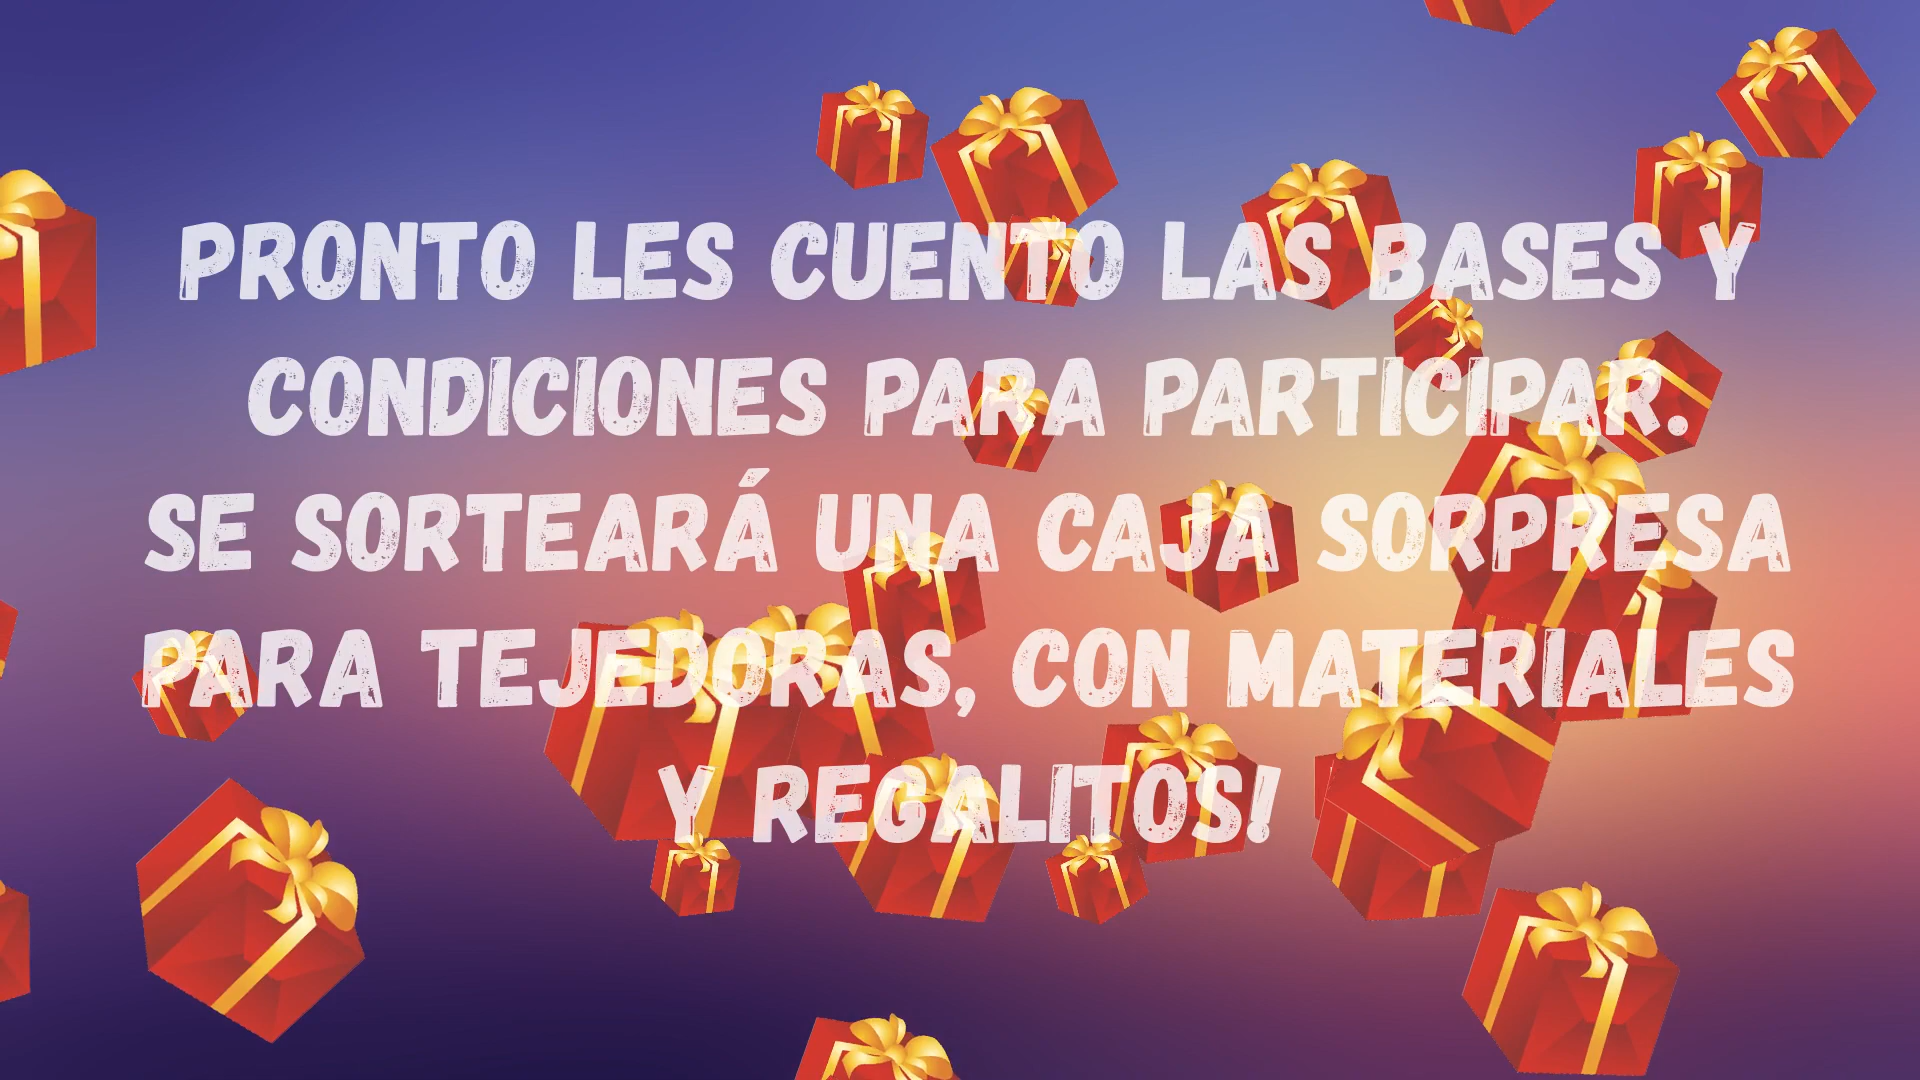 PRONTO LES CUENTO LAS BASES Y
CONDICIONES PARA PARTICIPAR.
SE SORTEARÁ UNA CAJA SORPRESA
PARA TEJEDORAS, CON MATERIALES
Y REGALITOS!